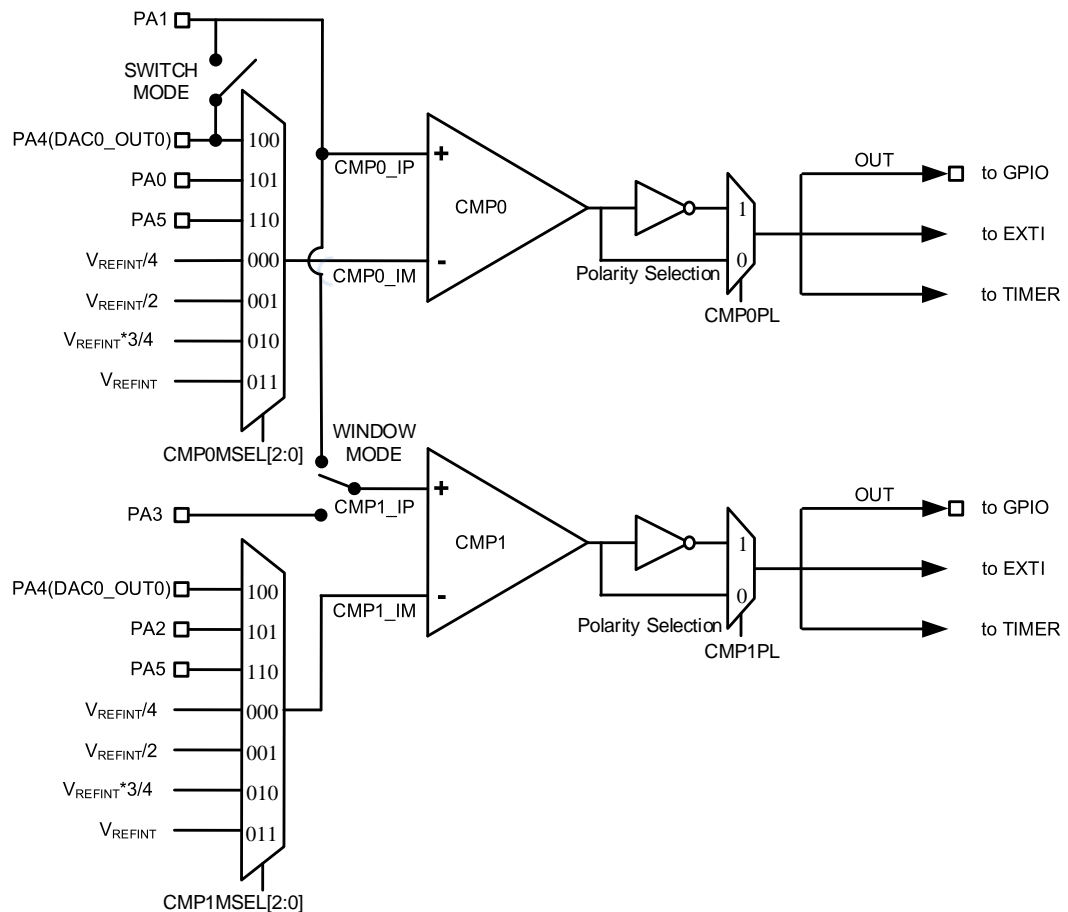 PA1
SWITCH
MODE
PA4(DAC0_OUT0)
100
PA0
101
PA5
110
VREFINT/4
000
VREFINT/2
001
VREFINT*3/4
010
VREFINT
011
CMP0MSEL[2:0]
CMP0_IP
+
CMP0
CMP0_IM
-
Polarity Selection
1
0
CMP0PL
OUT
to GPIO
to EXTI
to TIMER
WINDOW
MODE
PA3
CMP1_IP
+
CMP1
CMP1_IM
-
PA4(DAC0_OUT0)
100
PA2
101
PA5
110
VREFINT/4
000
VREFINT/2
001
VREFINT*3/4
010
VREFINT
011
CMP1MSEL[2:0]
Polarity Selection
1
0
CMP1PL
OUT
to GPIO
to EXTI
to TIMER